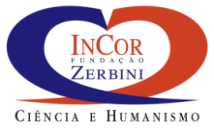 INCOR
FUNDAÇÃO
ZERBINI
CIÊNCIA E HUMANISMO